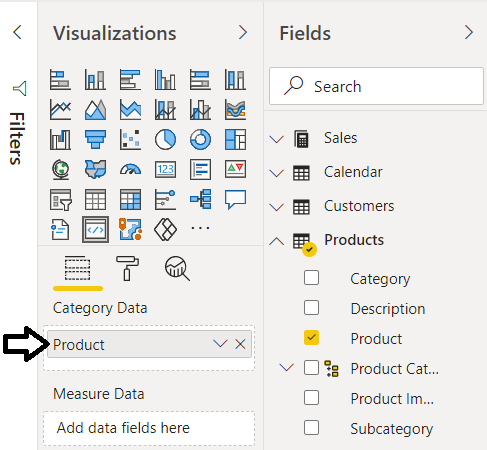 Visualizations
Fields
Filters
Search
123
Sales
Calendar
Customers
Products
Category
Description
Product
Product Cat...
Product Im...
Subcategory
Category Data
Product
Measure Data
Add data fields here